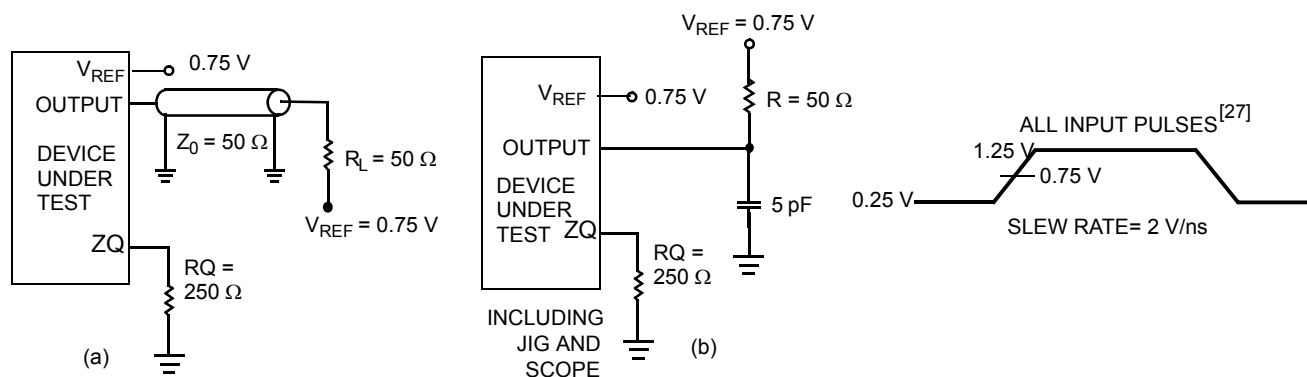 V_REF 0.75 V
OUTPUT
Z_0 = 50 Ω
DEVICE
UNDER
TEST
R_L = 50 Ω
V_REF = 0.75 V
ZQ
RQ =
250 Ω
(a)
V_REF = 0.75 V
V_REF 0.75 V
R = 50 Ω
OUTPUT
DEVICE
UNDER
TEST
5 pF
ZQ
RQ =
250 Ω
INCLUDING
JIG AND
SCOPE
(b)
ALL INPUT PULSES[27]
1.25 V
0.75 V
0.25 V
SLEW RATE= 2 V/ns